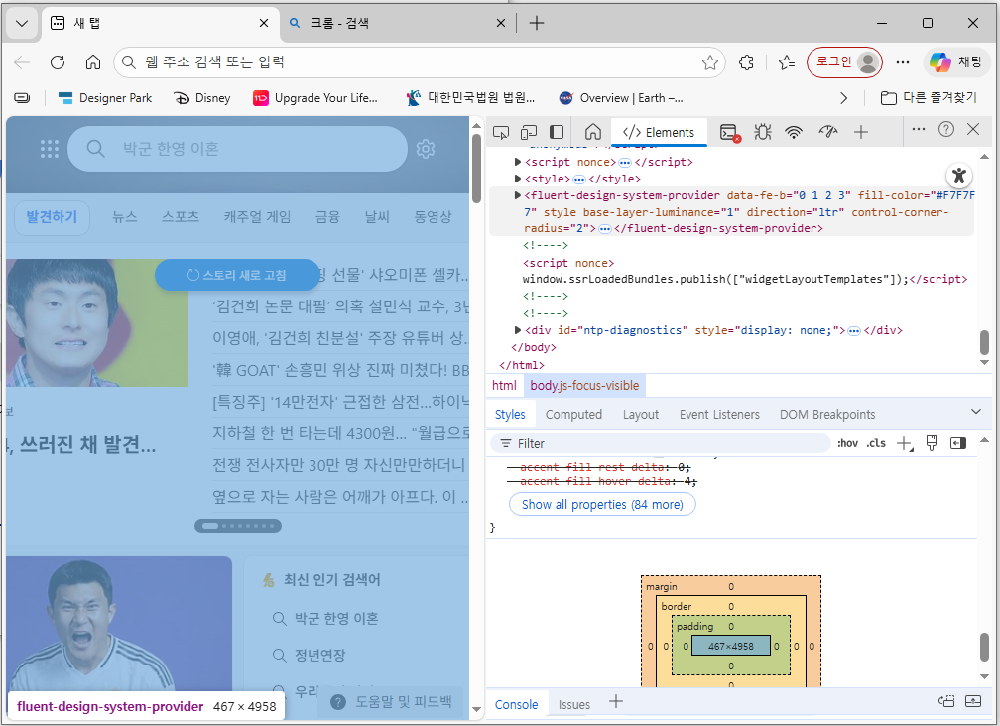 새 탭
크롬 - 검색
웹 주소 검색 또는 입력
로그인
채팅
Designer Park
Disney
Upgrade Your Life...
대한민국법원 법원...
Overview | Earth –...
다른 즐겨찾기
박군 한영 이혼
발견하기 뉴스 스포츠 캐주얼 게임 금융 날씨 동영상
스토리 새로 고침
선물' 샤오미폰 셀카...
'김건희 논문 대필' 의혹 설민석 교수, 3년
이영애, '김건희 친분설' 주장 유튜버 상...
'韓 GOAT' 손흥민 위상 진짜 미쳤다! BB
[특징주] '14만전자' 근접한 삼전...하이닉
지하철 한 번 타는데 4300원... "월급으로
전쟁 전사자만 30만 명 자신만만하더니
옆으로 자는 사람은 어깨가 아프다. 이 ...
보
4, 쓰러진 채 발견...
최신 인기 검색어
박군 한영 이혼
정년연장
우리
도움말 및 피드백
fluent-design-system-provider 467 × 4958
</> Elements
<script nonce>···</script>
<style>···</style>
<fluent-design-system-provider data-fe-b="0 1 2 3" fill-color="#F7F7F
7" style base-layer-luminance="1" direction="ltr" control-corner-
radius="2">···</fluent-design-system-provider>
<!---->
<script nonce>
window.ssrLoadedBundles.publish(["widgetLayoutTemplates"]);</script>
<!---->
<!---->
<div id="ntp-diagnostics" style="display: none;">···</div>
</body>
</html>
html body.js-focus-visible
Styles Computed Layout Event Listeners DOM Breakpoints
Filter :hov .cls
--accent-fill-rest-delta: 0;
--accent-fill-hover-delta: 4;
Show all properties (84 more)
}
margin 0
border 0
padding 0
0 0 0 467×4958 0 0 0
0
0
Console Issues